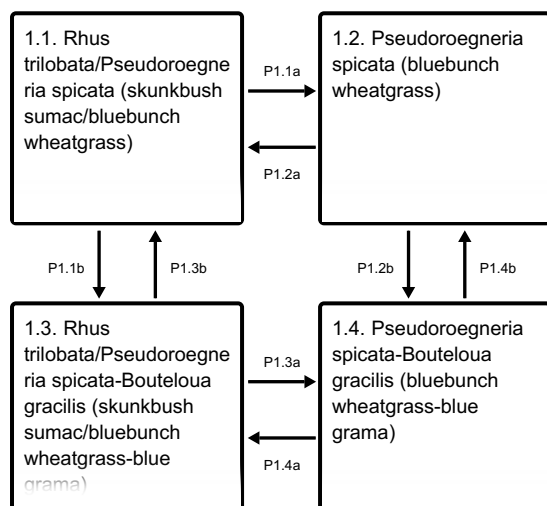 1.1. Rhus
trilobata/Pseudoroegne
ria spicata (skunkbush
sumac/bluebunch
wheatgrass)
P1.1a
P1.2a
1.2. Pseudoroegneria
spicata (bluebunch
wheatgrass)
P1.1b
P1.3b
P1.2b
P1.4b
1.3. Rhus
trilobata/Pseudoroegne
ria spicata-Bouteloua
gracilis (skunkbush
sumac/bluebunch
wheatgrass-blue
grama)
P1.3a
P1.4a
1.4. Pseudoroegneria
spicata-Bouteloua
gracilis (bluebunch
wheatgrass-blue
grama)